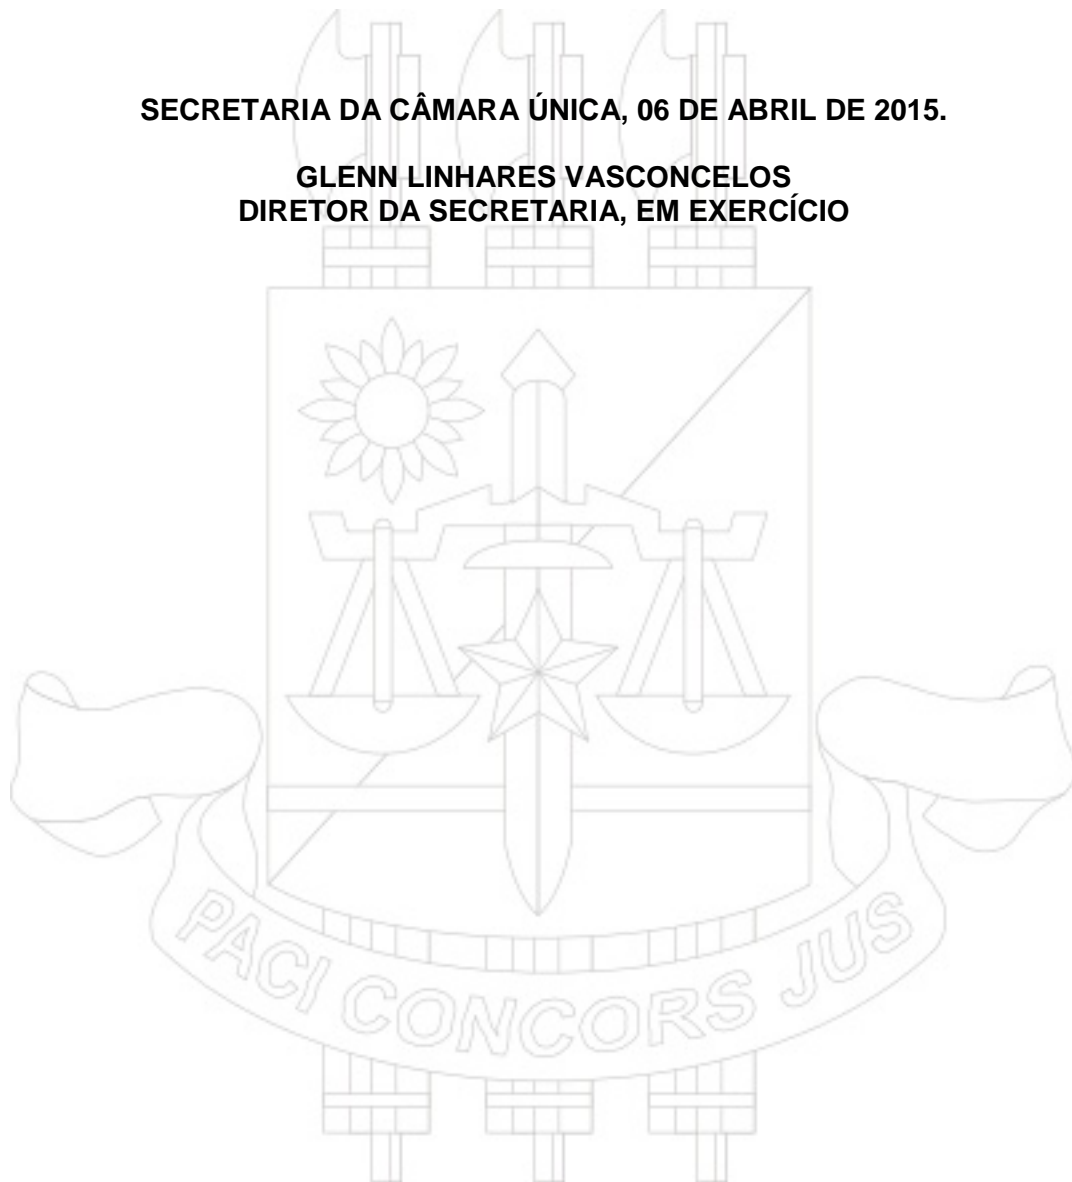 SECRETARIA DA CÂMARA ÚNICA, 06 DE ABRIL DE 2015.
GLENN LINHARES VASCONCELOS
DIRETOR DA SECRETARIA, EM EXERCÍCIO
PACI CONCORS JUS